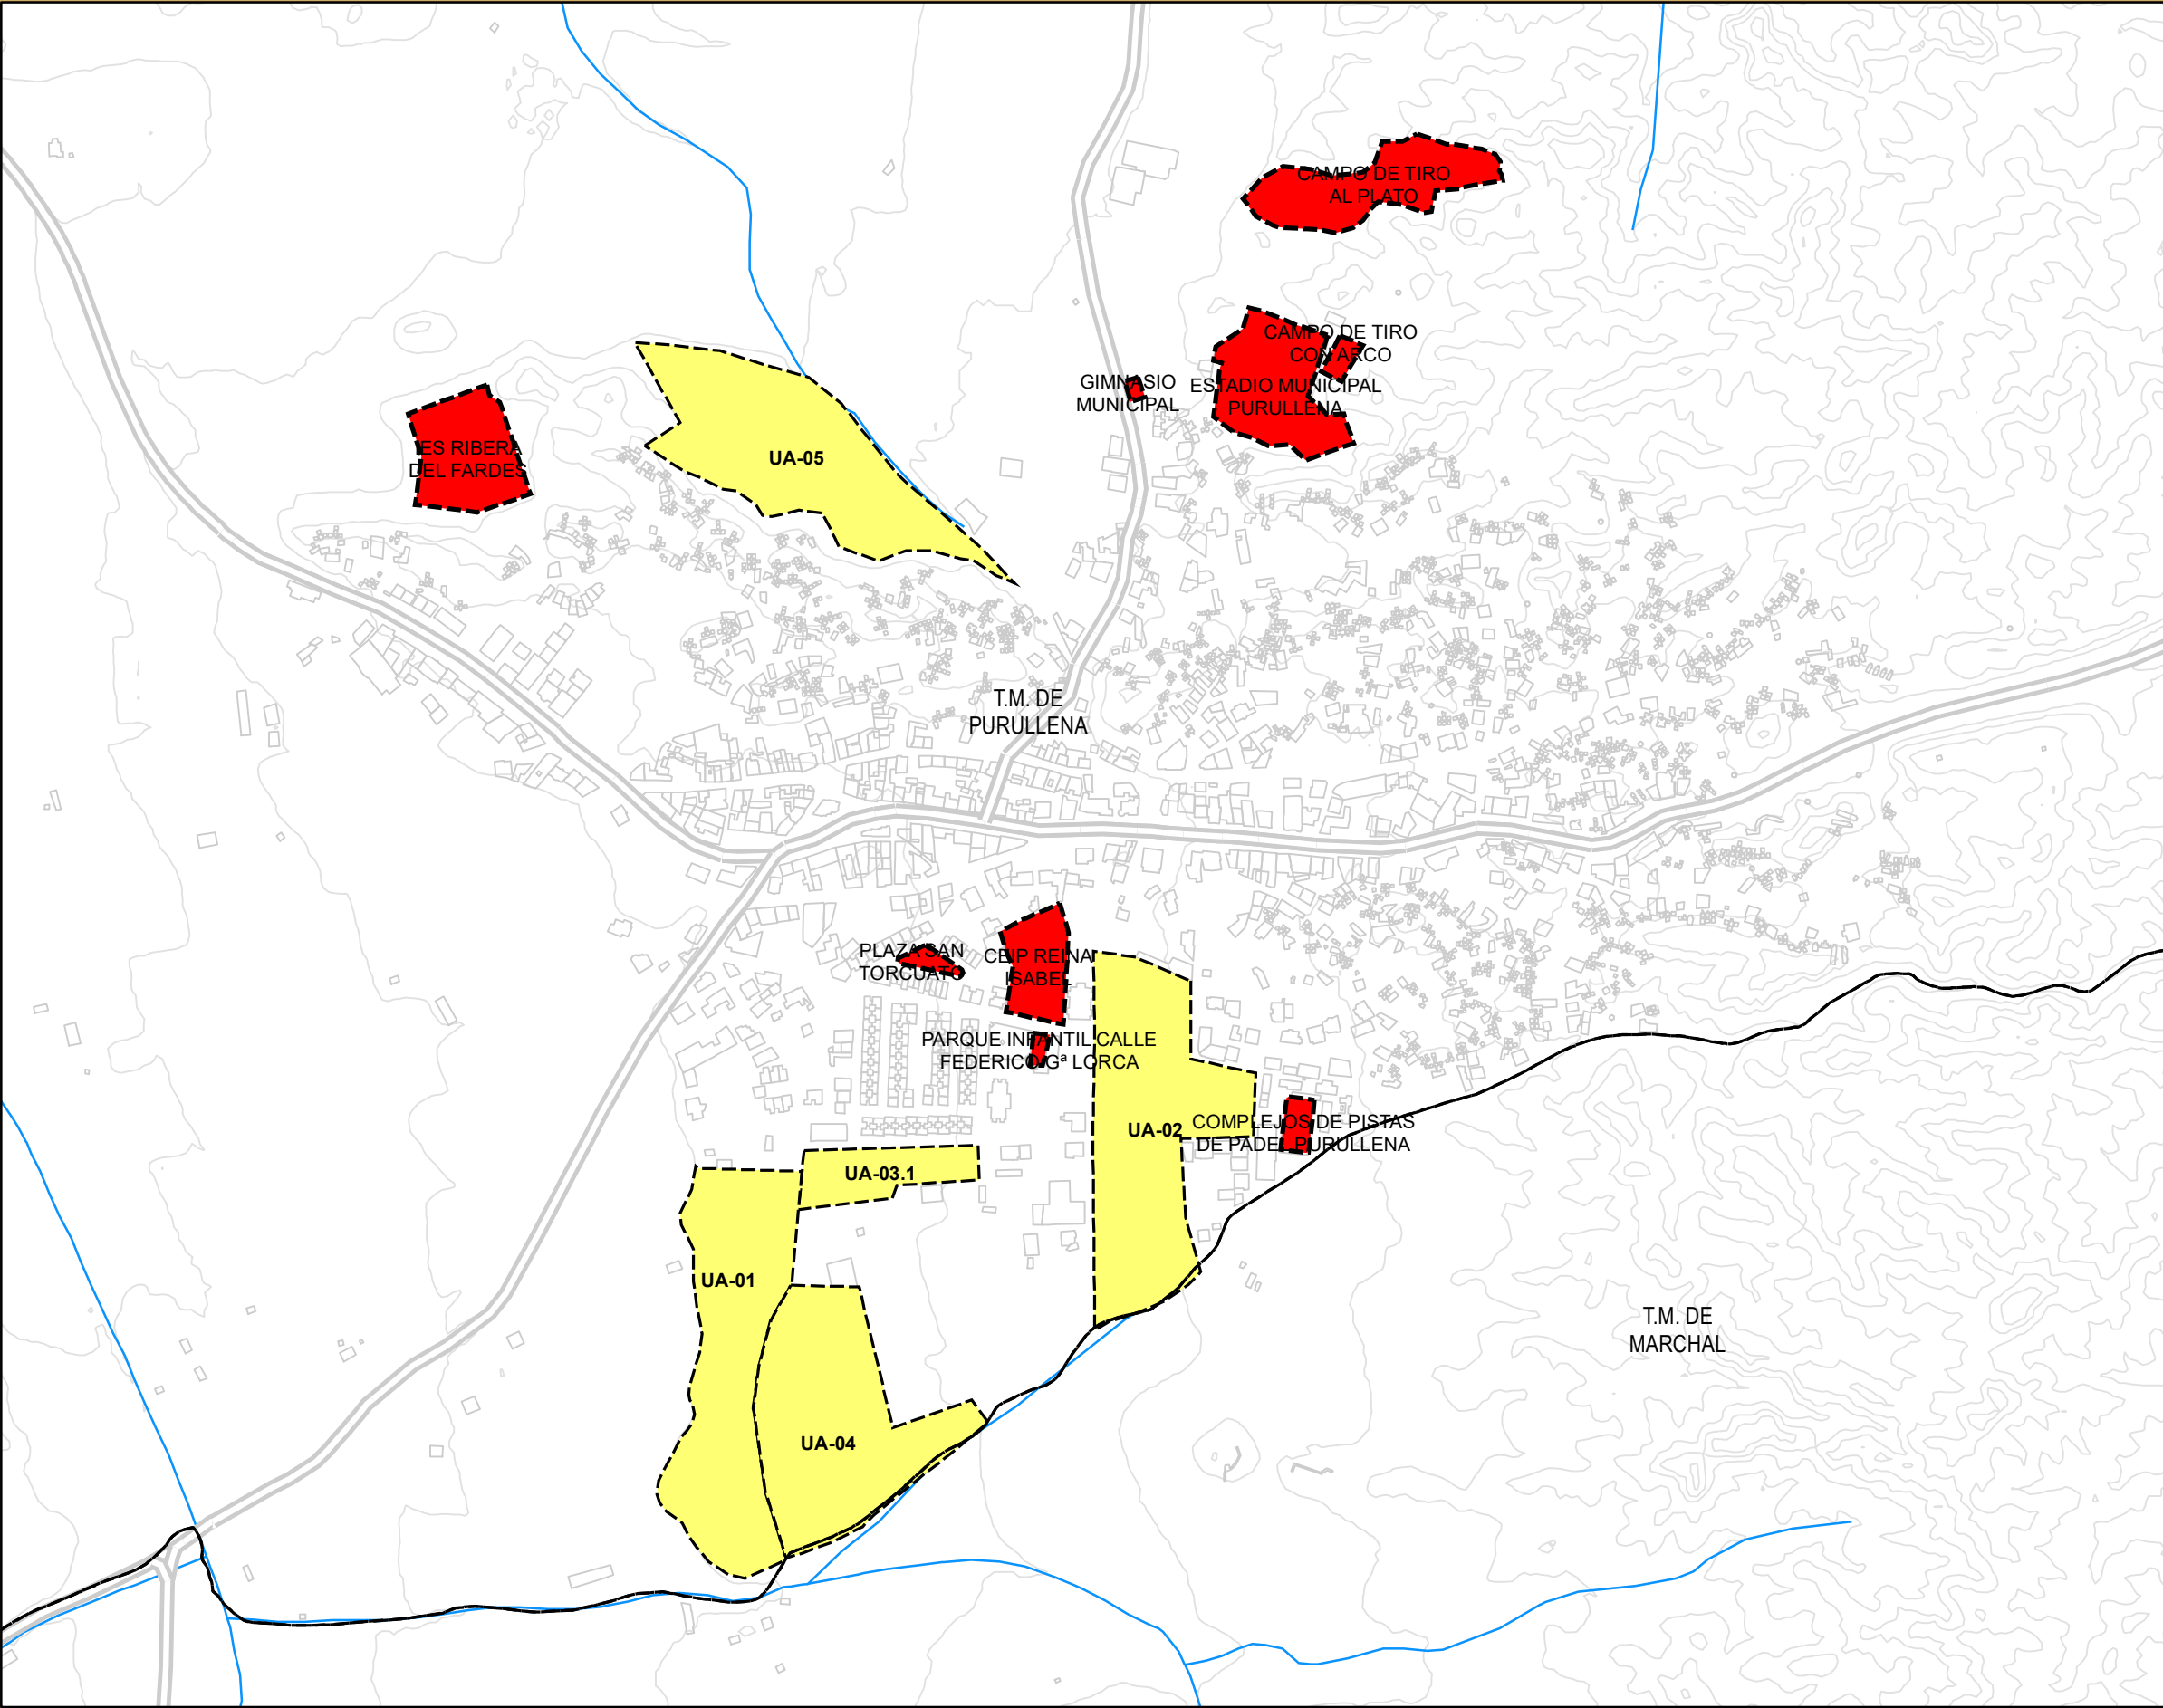 CAMPO DE TIRO
AL PLATO
CAMPO DE TIRO
CON ARCO
GIMNASIO
MUNICIPAL
ESTADIO MUNICIPAL
PURULLENA
IES RIBERA
DEL FARDES
UA-05
T.M. DE
PURULLENA
PLAZA SAN
TORCUATO
CEIP REINA
ISABEL
PARQUE INFANTIL CALLE
FEDERICO Gª LORCA
COMPLEJOS DE PISTAS
DE PADEL PURULLENA
UA-02
UA-03.1
UA-01
T.M. DE
MARCHAL
UA-04